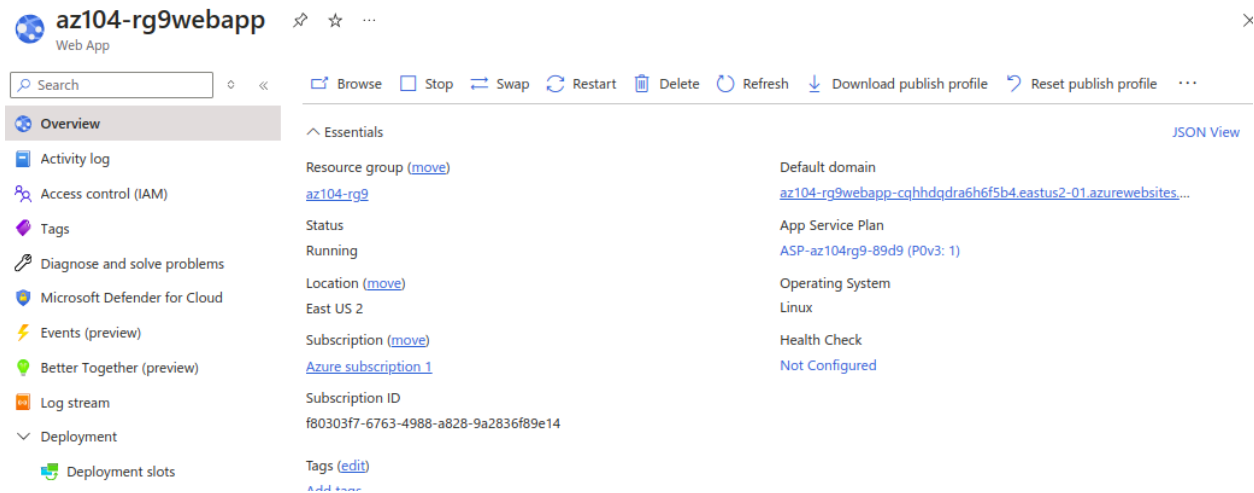 az104-rg9webapp
Web App
Search
Browse Stop Swap Restart Delete Refresh Download publish profile Reset publish profile
Overview
Activity log
Access control (IAM)
Tags
Diagnose and solve problems
Microsoft Defender for Cloud
Events (preview)
Better Together (preview)
Log stream
Deployment
Deployment slots
Essentials
JSON View
Resource group (move)
az104-rg9
Status
Running
Location (move)
East US 2
Subscription (move)
Azure subscription 1
Subscription ID
f80303f7-6763-4988-a828-9a2836f89e14
Tags (edit)
Add tags
Default domain
az104-rg9webapp-cqhhdqdra6h6f5b4.eastus2-01.azurewebsites....
App Service Plan
ASP-az104rg9-89d9 (P0v3: 1)
Operating System
Linux
Health Check
Not Configured